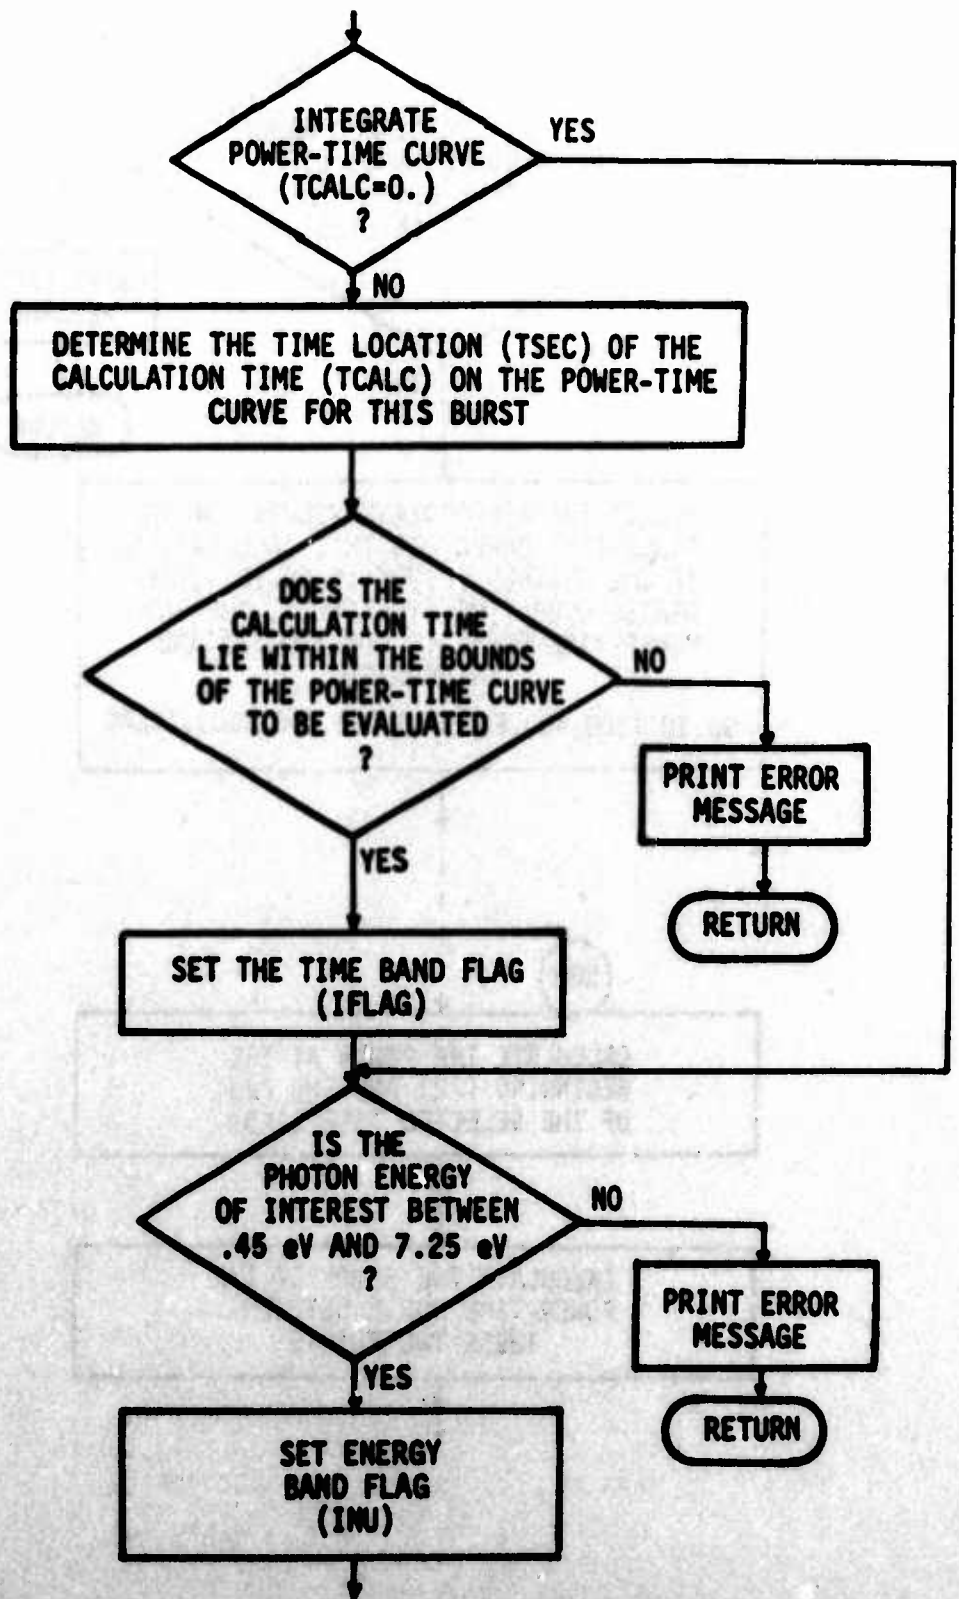 INTEGRATE
POWER-TIME CURVE
(TCALC=0.)
?
YES
NO
DETERMINE THE TIME LOCATION (TSEC) OF THE
CALCULATION TIME (TCALC) ON THE POWER-TIME
CURVE FOR THIS BURST
DOES THE
CALCULATION TIME
LIE WITHIN THE BOUNDS
OF THE POWER-TIME CURVE
TO BE EVALUATED
?
NO
PRINT ERROR
MESSAGE
RETURN
YES
SET THE TIME BAND FLAG
(IFLAG)
IS THE
PHOTON ENERGY
OF INTEREST BETWEEN
.45 eV AND 7.25 eV
?
NO
PRINT ERROR
MESSAGE
RETURN
YES
SET ENERGY
BAND FLAG
(INU)